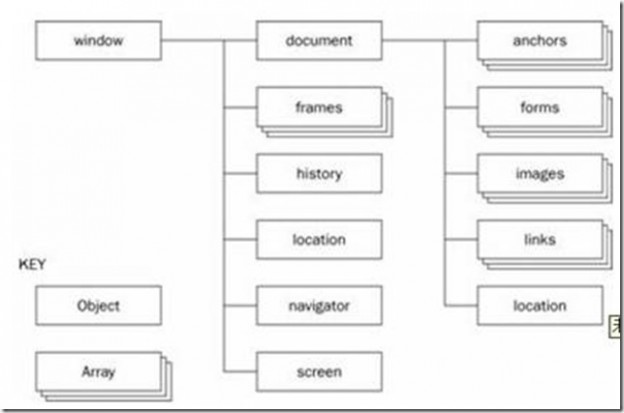 window
document
anchors
frames
forms
history
images
location
links
KEY
Object
navigator
location
Array
screen